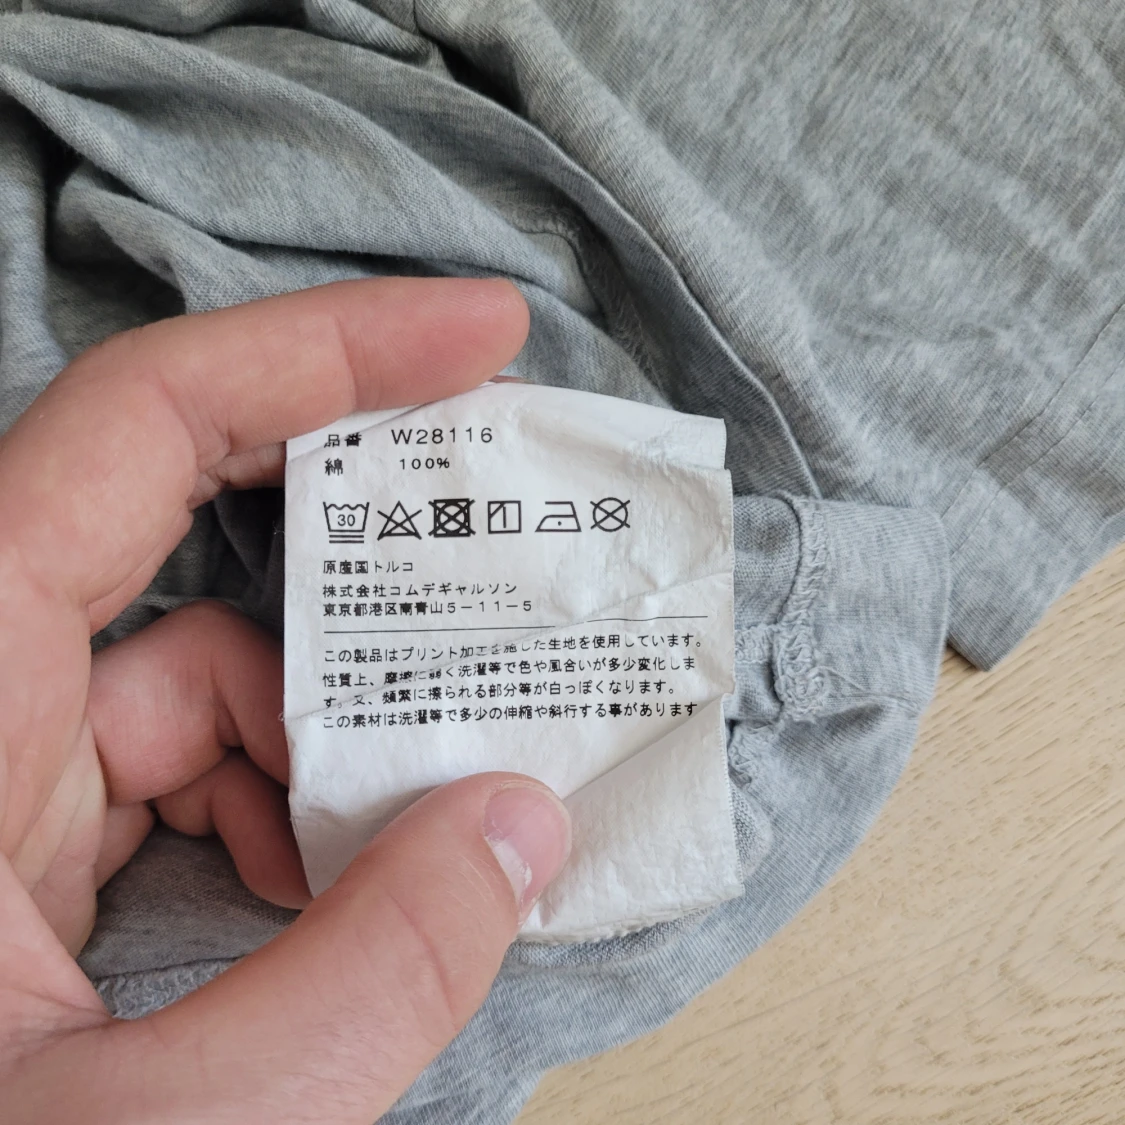 品番 W28116
綿 100%
30
原産国トルコ
株式会社コムデギャルソン
東京都港区南青山5-11-5
この製品はプリント加工を施した生地を使用しています。
性質上、摩擦に弱く洗濯等で色や風合いが多少変化しま
す。又、頻繁に擦られる部分等が白っぽくなります。
この素材は洗濯等で多少の伸縮や斜行する事があります